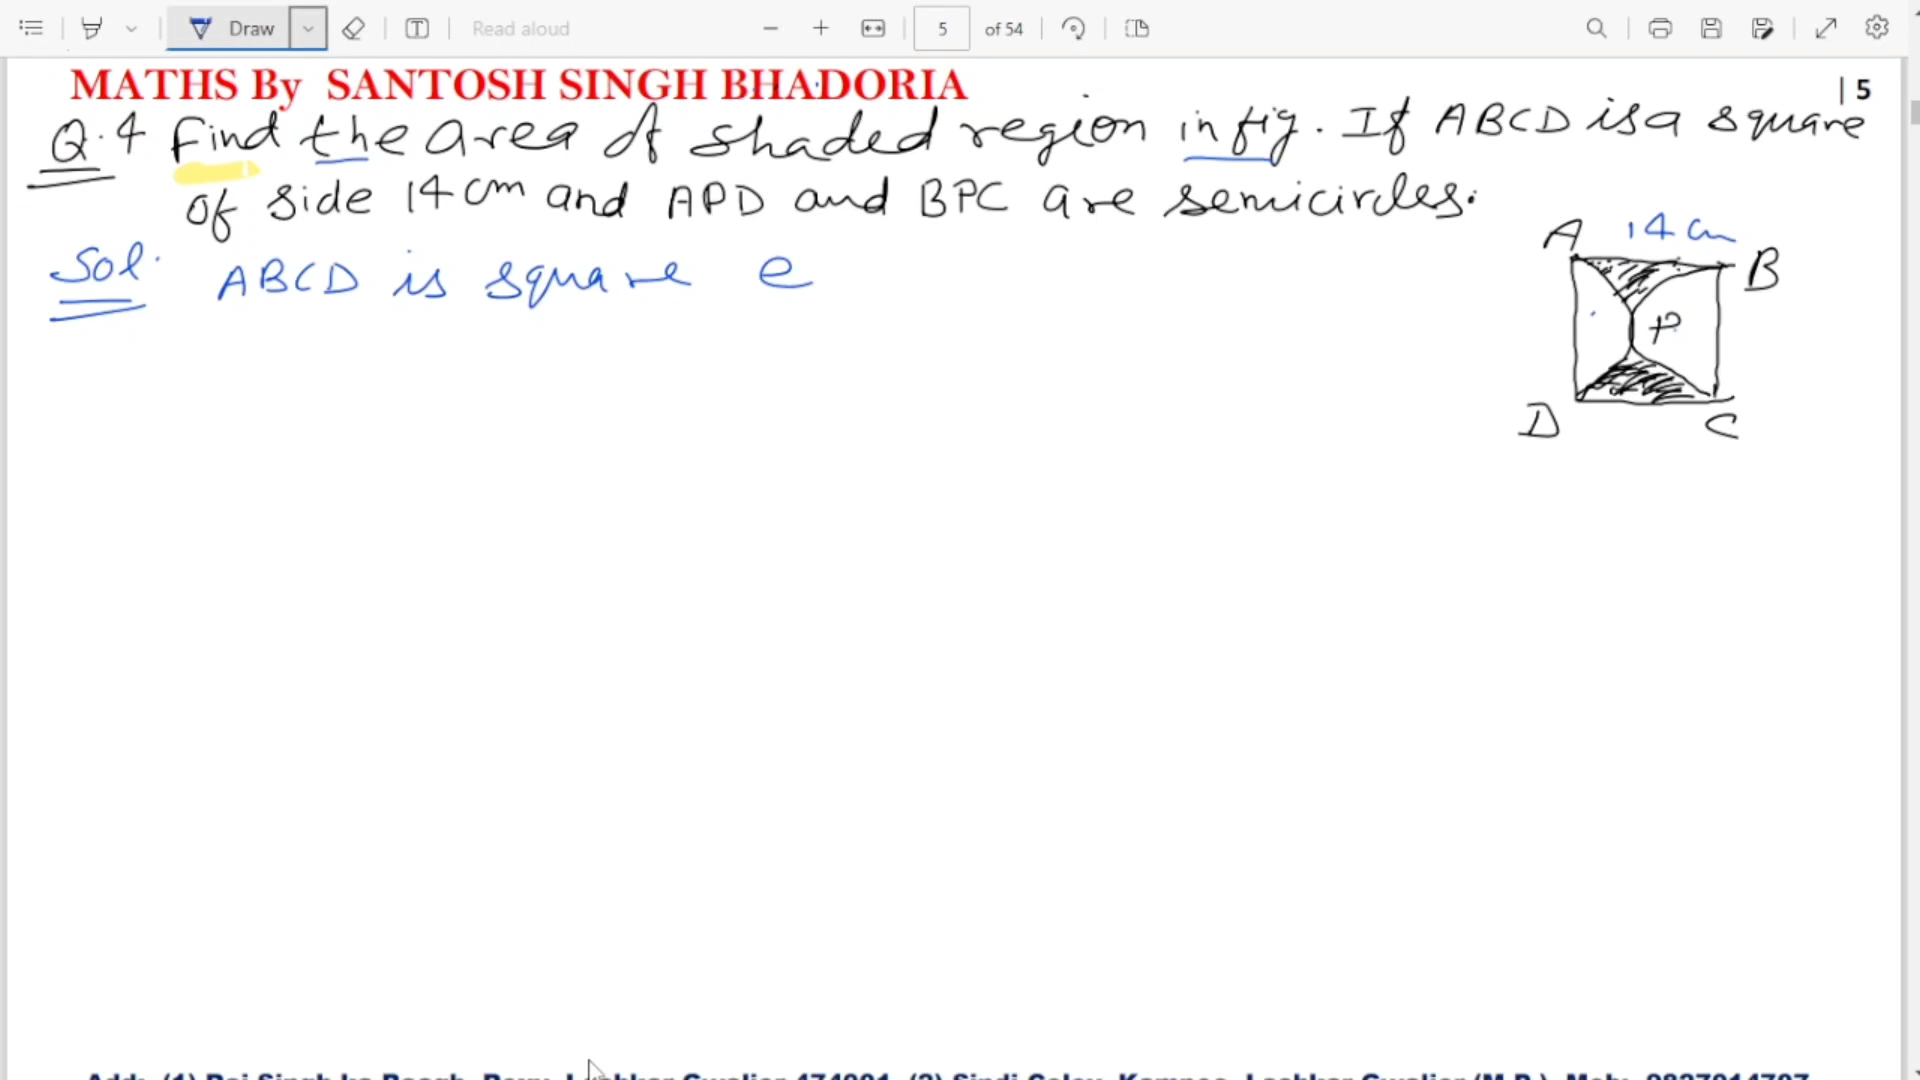 Draw
Read aloud
5
of 54
MATHS By SANTOSH SINGH BHADORIA
| 5
Q.4 Find the area of shaded region in fig. If ABCD is a square
of side 14 cm and APD and BPC are semicircles.
Sol. ABCD is square e
A 14 cm B
P
D C